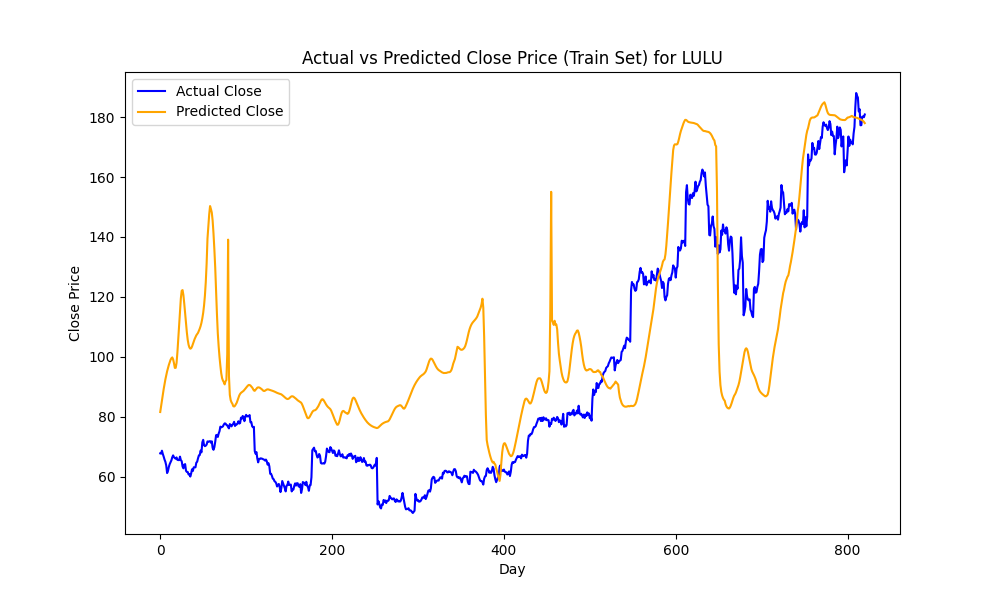 Actual vs Predicted Close Price (Train Set) for LULU
Actual Close
Predicted Close
Close Price
180
160
140
120
100
80
60
0 200 400 600 800
Day